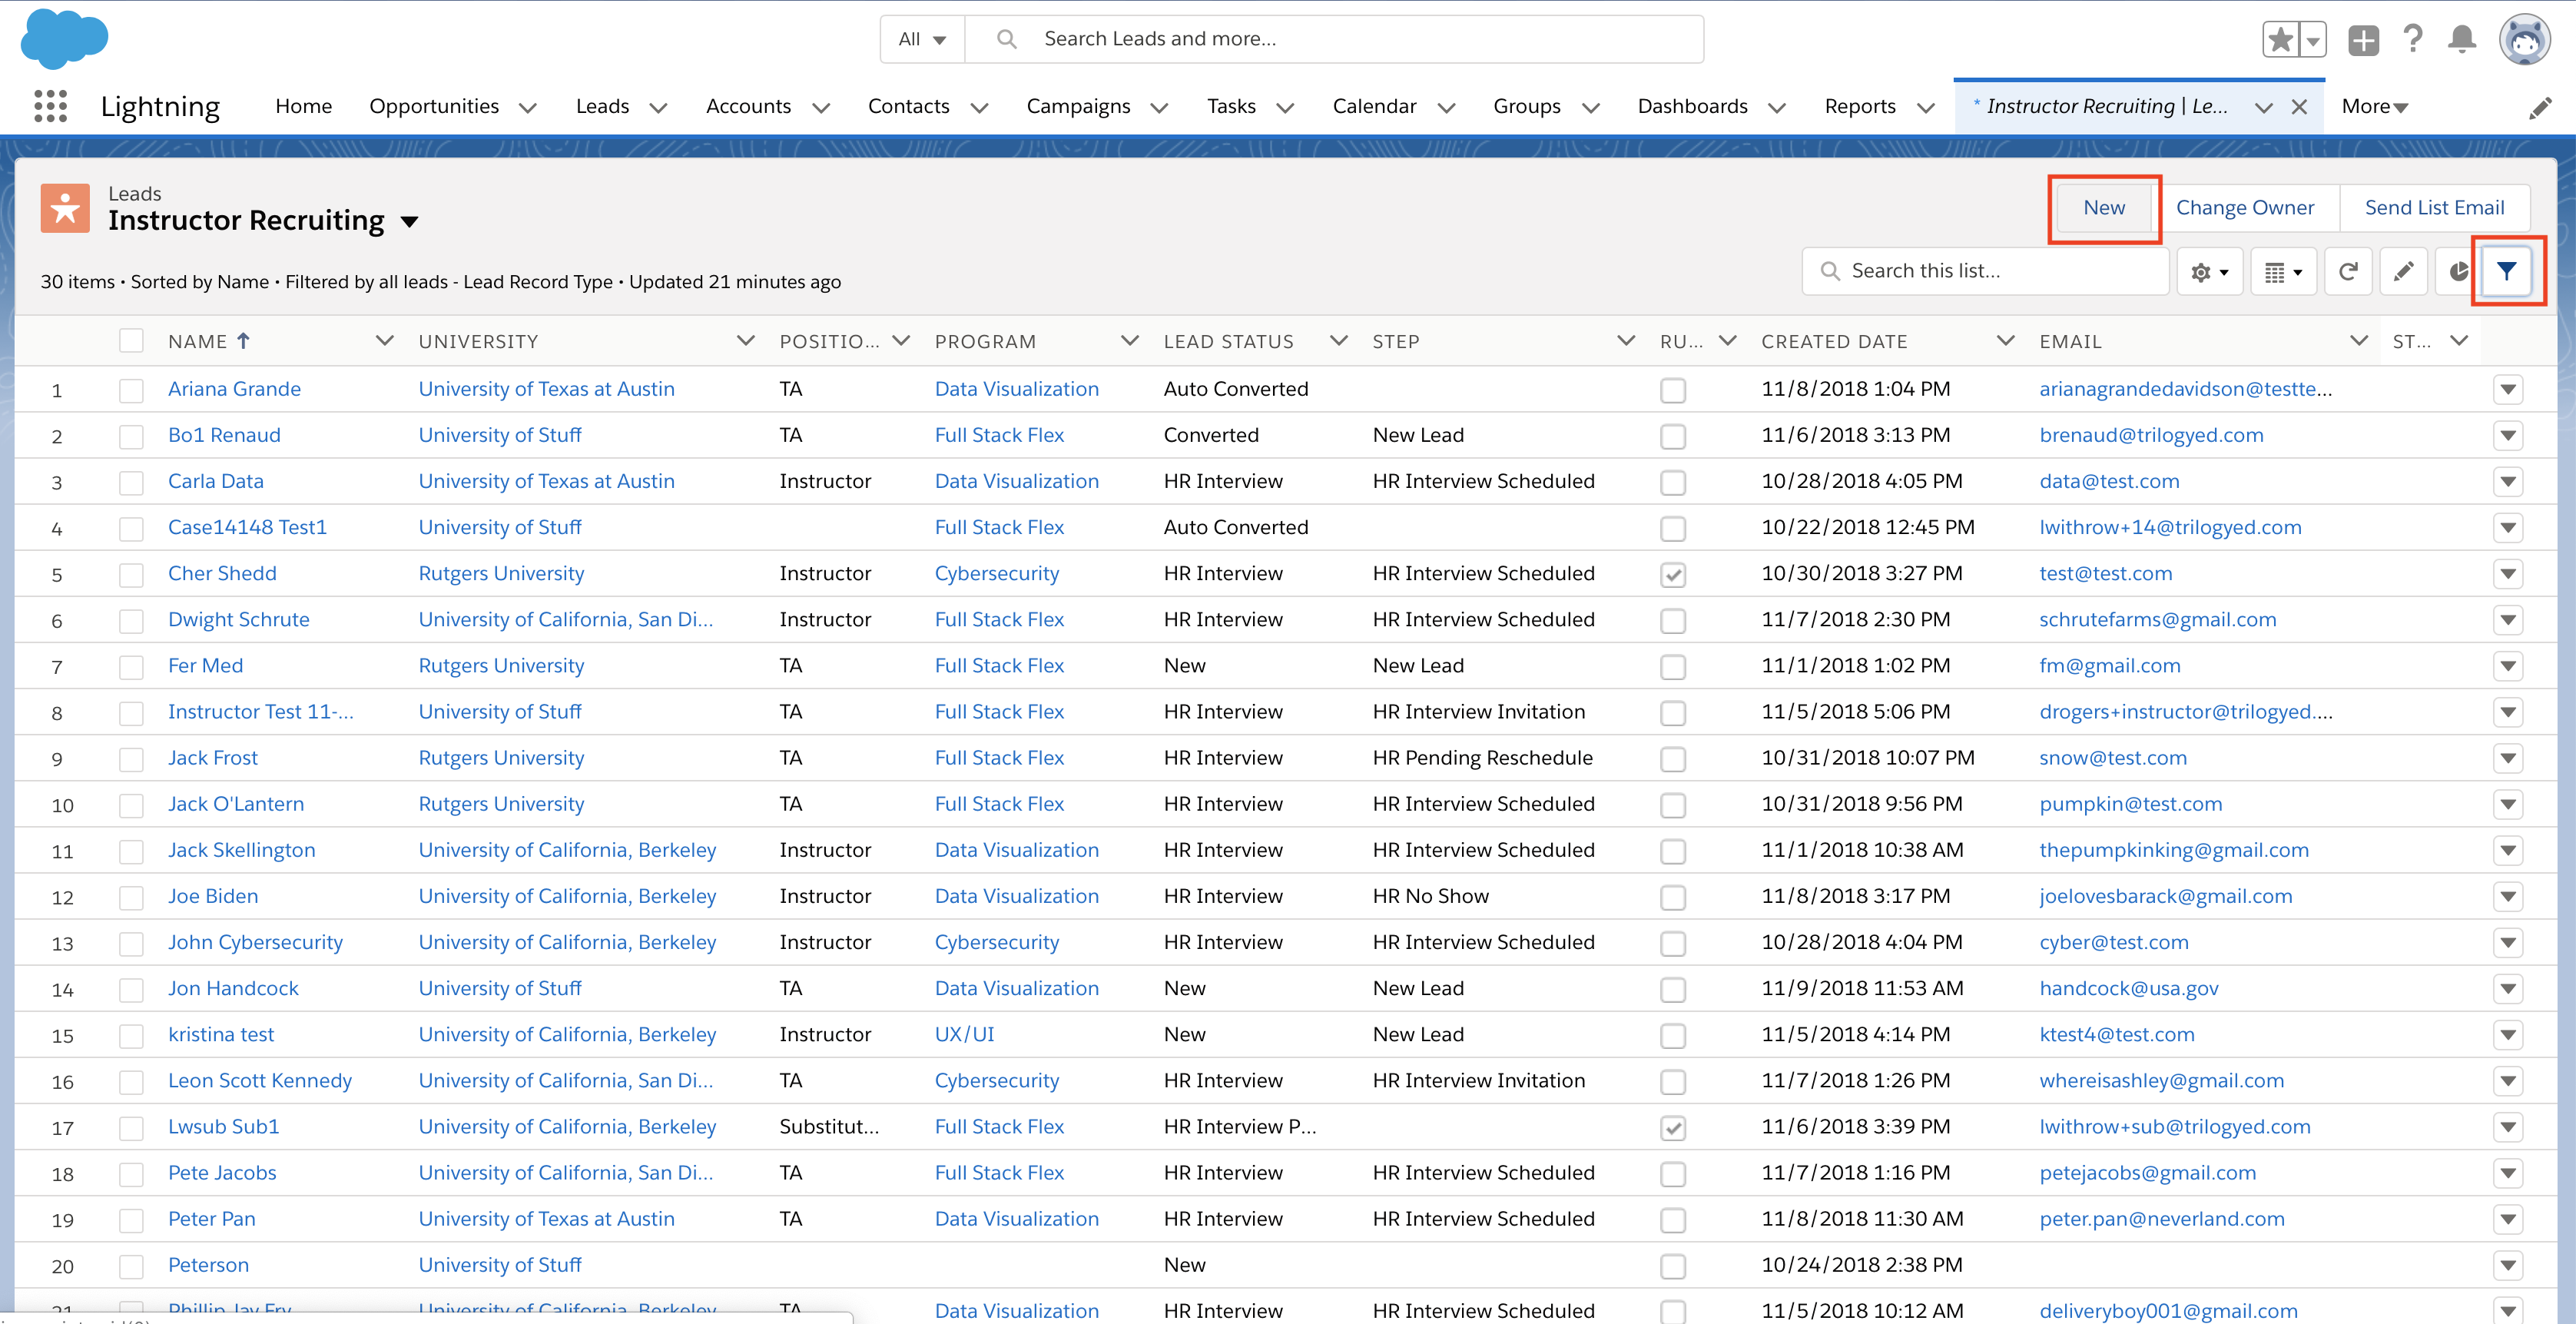 All Search Leads and more...
Lightning Home Opportunities Leads Accounts Contacts Campaigns Tasks Calendar Groups Dashboards Reports * Instructor Recruiting | Le... More
Leads
Instructor Recruiting
New Change Owner Send List Email
30 items • Sorted by Name • Filtered by all leads - Lead Record Type • Updated 21 minutes ago
Search this list...
NAME UNIVERSITY POSITIO... PROGRAM LEAD STATUS STEP RU... CREATED DATE EMAIL ST...
1 Ariana Grande University of Texas at Austin TA Data Visualization Auto Converted 11/8/2018 1:04 PM arianagrandedavidson@testte...
2 Bo1 Renaud University of Stuff TA Full Stack Flex Converted New Lead 11/6/2018 3:13 PM brenaud@trilogyed.com
3 Carla Data University of Texas at Austin Instructor Data Visualization HR Interview HR Interview Scheduled 10/28/2018 4:05 PM data@test.com
4 Case14148 Test1 University of Stuff Full Stack Flex Auto Converted 10/22/2018 12:45 PM lwithrow+14@trilogyed.com
5 Cher Shedd Rutgers University Instructor Cybersecurity HR Interview HR Interview Scheduled 10/30/2018 3:27 PM test@test.com
6 Dwight Schrute University of California, San Di... Instructor Full Stack Flex HR Interview HR Interview Scheduled 11/7/2018 2:30 PM schrutefarms@gmail.com
7 Fer Med Rutgers University TA Full Stack Flex New New Lead 11/1/2018 1:02 PM fm@gmail.com
8 Instructor Test 11-... University of Stuff TA Full Stack Flex HR Interview HR Interview Invitation 11/5/2018 5:06 PM drogers+instructor@trilogyed....
9 Jack Frost Rutgers University TA Full Stack Flex HR Interview HR Pending Reschedule 10/31/2018 10:07 PM snow@test.com
10 Jack O'Lantern Rutgers University TA Full Stack Flex HR Interview HR Interview Scheduled 10/31/2018 9:56 PM pumpkin@test.com
11 Jack Skellington University of California, Berkeley Instructor Data Visualization HR Interview HR Interview Scheduled 11/1/2018 10:38 AM thepumpkinking@gmail.com
12 Joe Biden University of California, Berkeley Instructor Data Visualization HR Interview HR No Show 11/8/2018 3:17 PM joelovesbarack@gmail.com
13 John Cybersecurity University of California, Berkeley Instructor Cybersecurity HR Interview HR Interview Scheduled 10/28/2018 4:04 PM cyber@test.com
14 Jon Handcock University of Stuff TA Data Visualization New New Lead 11/9/2018 11:53 AM handcock@usa.gov
15 kristina test University of California, Berkeley Instructor UX/UI New New Lead 11/5/2018 4:14 PM ktest4@test.com
16 Leon Scott Kennedy University of California, San Di... TA Cybersecurity HR Interview HR Interview Invitation 11/7/2018 1:26 PM whereisashley@gmail.com
17 Lwsub Sub1 University of California, Berkeley Substitut... Full Stack Flex HR Interview P... 11/6/2018 3:39 PM lwithrow+sub@trilogyed.com
18 Pete Jacobs University of California, San Di... TA Full Stack Flex HR Interview HR Interview Scheduled 11/7/2018 1:16 PM petejacobs@gmail.com
19 Peter Pan University of Texas at Austin TA Data Visualization HR Interview HR Interview Scheduled 11/8/2018 11:30 AM peter.pan@neverland.com
20 Peterson University of Stuff New 10/24/2018 2:38 PM
21 Phillip Jay Fry University of California, Berkeley TA Data Visualization HR Interview HR Interview Scheduled 11/5/2018 10:12 AM deliveryboy001@gmail.com